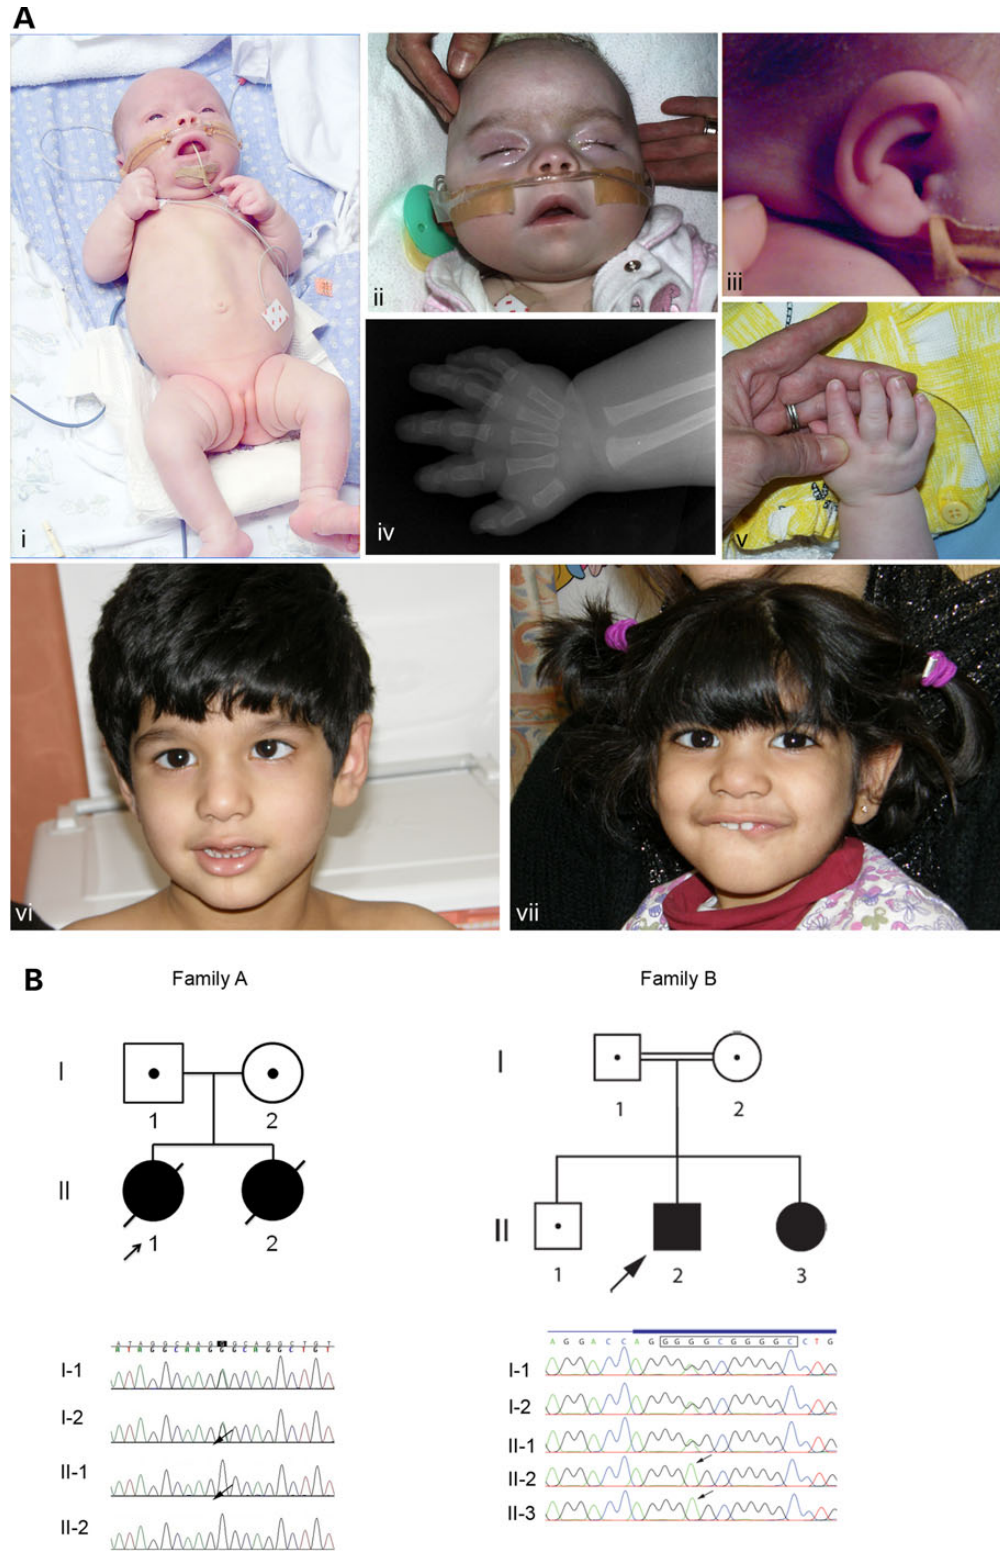 A
i
ii
iii
iv
v
vi
vii
B
Family A
Family B
I
1
2
II
1
2
I
1
2
II
1
2
3
I-1
I-2
II-1
II-2
A G G A C C A G G G G C G G G G C C T G
I-1
I-2
II-1
II-2
II-3